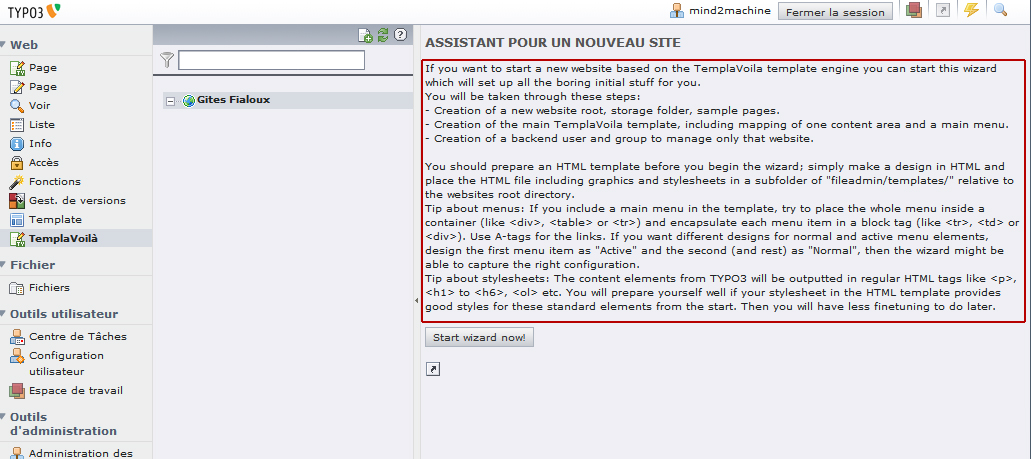 TYPO3
mind2machine
Fermer la session
Web
Page
Page
Voir
Liste
Info
Accès
Fonctions
Gest. de versions
Template
TemplaVoilà
Fichier
Fichiers
Outils utilisateur
Centre de Tâches
Configuration
utilisateur
Espace de travail
Outils
d'administration
Administration des
Gites Fialoux
ASSISTANT POUR UN NOUVEAU SITE
If you want to start a new website based on the TemplaVoila template engine you can start this wizard
which will set up all the boring initial stuff for you.
You will be taken through these steps:
- Creation of a new website root, storage folder, sample pages.
- Creation of the main TemplaVoila template, including mapping of one content area and a main menu.
- Creation of a backend user and group to manage only that website.
You should prepare an HTML template before you begin the wizard; simply make a design in HTML and
place the HTML file including graphics and stylesheets in a subfolder of "fileadmin/templates/" relative to
the websites root directory.
Tip about menus: If you include a main menu in the template, try to place the whole menu inside a
container (like <div>, <table> or <tr>) and encapsulate each menu item in a block tag (like <tr>, <td> or
<div>). Use A-tags for the links. If you want different designs for normal and active menu elements,
design the first menu item as "Active" and the second (and rest) as "Normal", then the wizard might be
able to capture the right configuration.
Tip about stylesheets: The content elements from TYPO3 will be outputted in regular HTML tags like <p>,
<h1> to <h6>, <ol> etc. You will prepare yourself well if your stylesheet in the HTML template provides
good styles for these standard elements from the start. Then you will have less finetuning to do later.
Start wizard now!